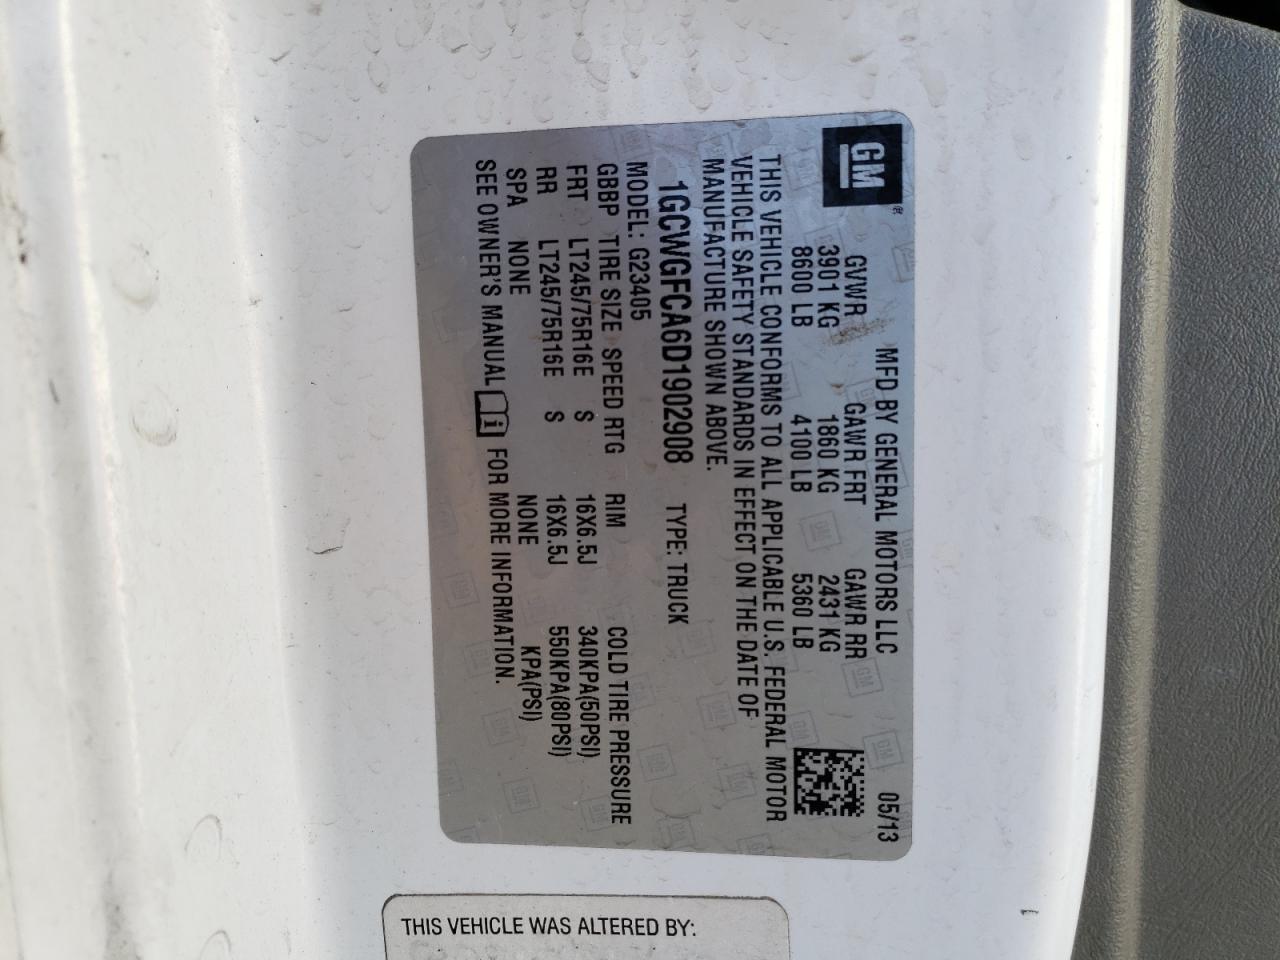 GM
MFD BY GENERAL MOTORS LLC 05/13
GVWR GAWR FRT GAWR RR
3901 KG 1860 KG 2431 KG
8600 LB 4100 LB 5360 LB
THIS VEHICLE CONFORMS TO ALL APPLICABLE U.S. FEDERAL MOTOR
VEHICLE SAFETY STANDARDS IN EFFECT ON THE DATE OF
MANUFACTURE SHOWN ABOVE.
1GCWGFCA6D1902908 TYPE: TRUCK
MODEL: G23405
GBBP TIRE SIZE SPEED RTG RIM COLD TIRE PRESSURE
FRT LT245/75R16E S 16X6.5J 340KPA(50PSI)
RR LT245/75R16E S 16X6.5J 550KPA(80PSI)
SPA NONE NONE KPA(PSI)
SEE OWNER'S MANUAL i FOR MORE INFORMATION.
THIS VEHICLE WAS ALTERED BY: